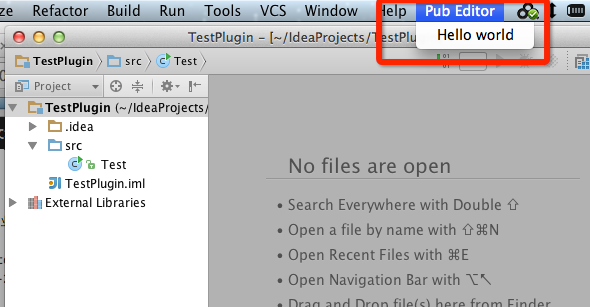 Refactor Build Run Tools VCS Window Help Pub Editor
Hello world
TestPlugin – [~/IdeaProjects/TestPlu
TestPlugin src Test
Project
TestPlugin (~/IdeaProjects/
.idea
src
Test
TestPlugin.iml
External Libraries
No files are open
• Search Everywhere with Double ⇧
• Open a file by name with ⇧⌘N
• Open Recent Files with ⌘E
• Open Navigation Bar with ⌥↖
• Drag and Drop file(s) here from Finder